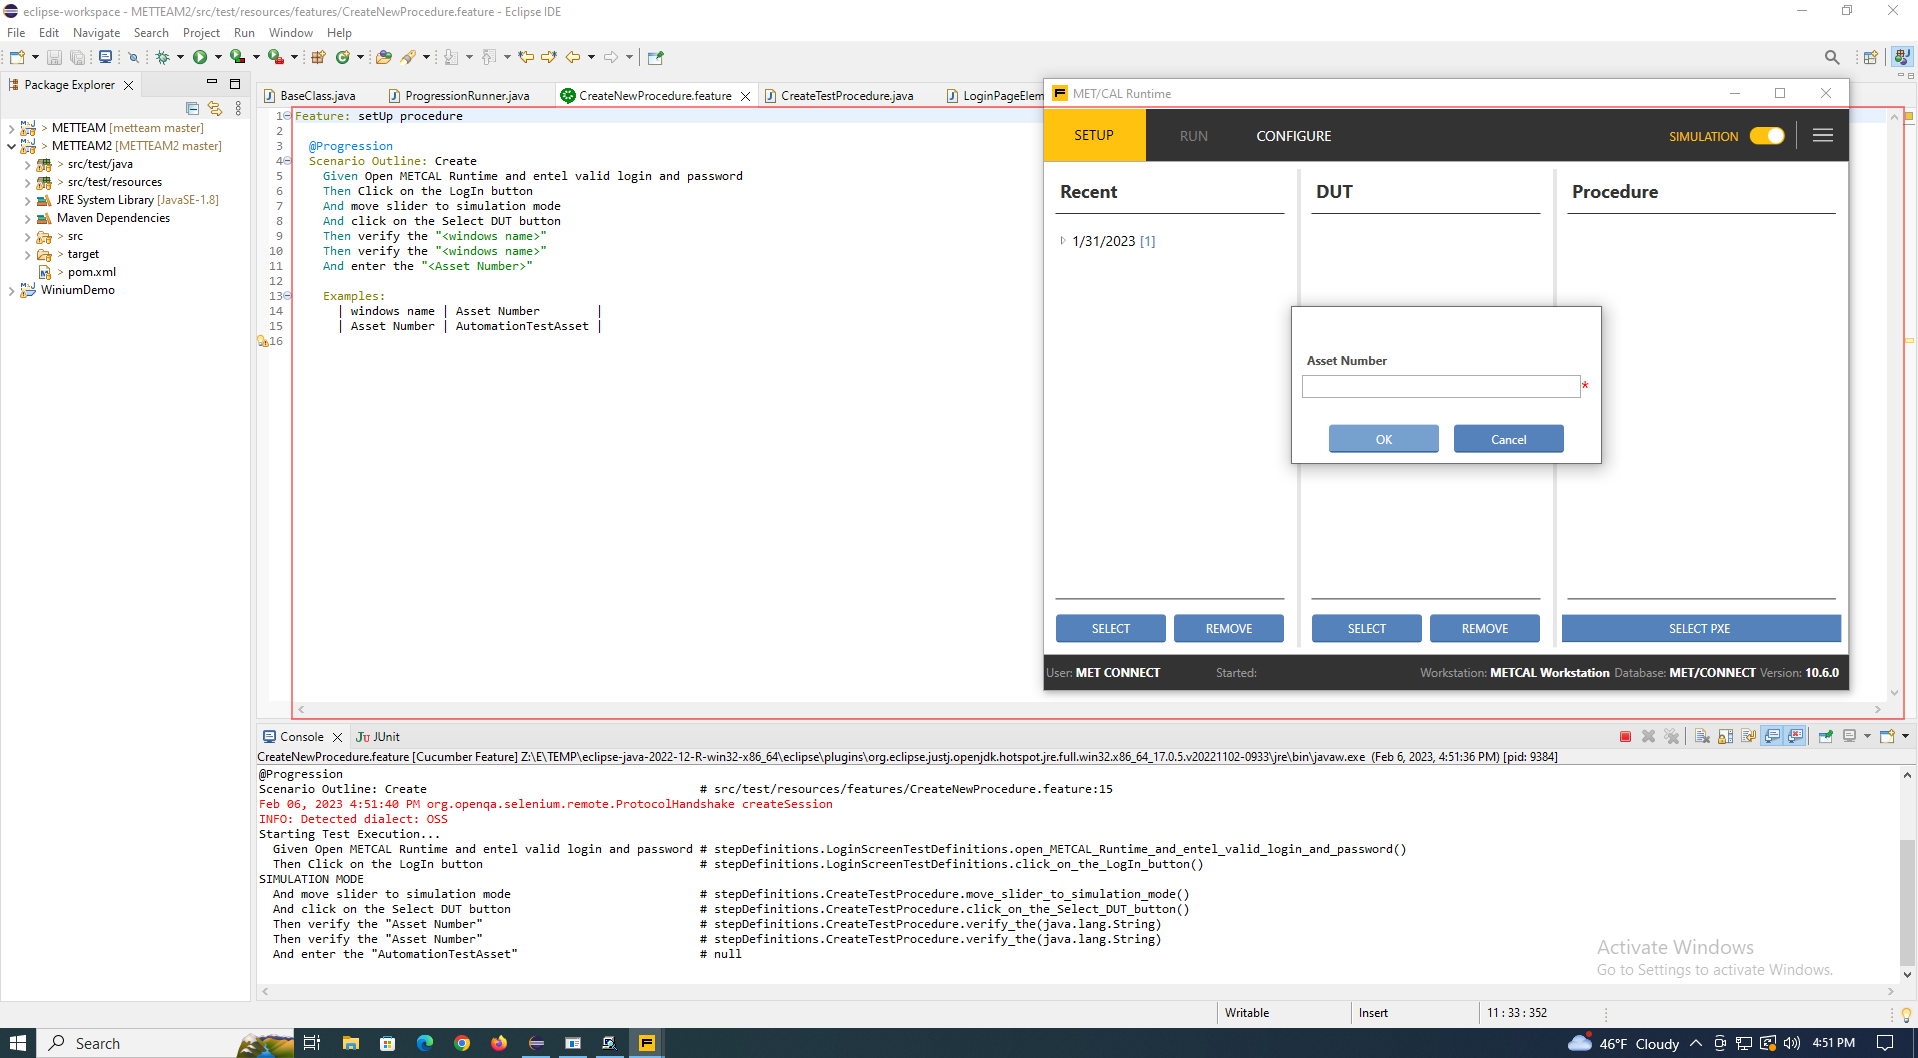 eclipse-workspace - METTEAM2/src/test/resources/features/CreateNewProcedure.feature - Eclipse IDE
File Edit Navigate Search Project Run Window Help
Package Explorer
> METTEAM [metteam master]
> METTEAM2 [METTEAM2 master]
> src/test/java
> src/test/resources
JRE System Library [JavaSE-1.8]
Maven Dependencies
> src
> target
> pom.xml
WiniumDemo
BaseClass.java ProgressionRunner.java CreateNewProcedure.feature CreateTestProcedure.java LoginPageElem
1 Feature: setUp procedure
2
3 @Progression
4 Scenario Outline: Create
5 Given Open METCAL Runtime and entel valid login and password
6 Then Click on the LogIn button
7 And move slider to simulation mode
8 And click on the Select DUT button
9 Then verify the "<windows name>"
10 Then verify the "<windows name>"
11 And enter the "<Asset Number>"
12
13 Examples:
14 | windows name | Asset Number |
15 | Asset Number | AutomationTestAsset |
16
MET/CAL Runtime
SETUP RUN CONFIGURE SIMULATION
Recent DUT Procedure
1/31/2023 [1]
Asset Number
*
OK Cancel
SELECT REMOVE SELECT REMOVE SELECT PXE
User: MET CONNECT Started: Workstation: METCAL Workstation Database: MET/CONNECT Version: 10.6.0
Console JUnit
CreateNewProcedure.feature [Cucumber Feature] Z:\E\TEMP\eclipse-java-2022-12-R-win32-x86_64\eclipse\plugins\org.eclipse.justj.openjdk.hotspot.jre.full.win32.x86_64_17.0.5.v20221102-0933\jre\bin\javaw.exe (Feb 6, 2023, 4:51:36 PM) [pid: 9384]
@Progression
Scenario Outline: Create # src/test/resources/features/CreateNewProcedure.feature:15
Feb 06, 2023 4:51:40 PM org.openqa.selenium.remote.ProtocolHandshake createSession
INFO: Detected dialect: OSS
Starting Test Execution...
Given Open METCAL Runtime and entel valid login and password # stepDefinitions.LoginScreenTestDefinitions.open_METCAL_Runtime_and_entel_valid_login_and_password()
Then Click on the LogIn button # stepDefinitions.LoginScreenTestDefinitions.click_on_the_LogIn_button()
SIMULATION MODE
And move slider to simulation mode # stepDefinitions.CreateTestProcedure.move_slider_to_simulation_mode()
And click on the Select DUT button # stepDefinitions.CreateTestProcedure.click_on_the_Select_DUT_button()
Then verify the "Asset Number" # stepDefinitions.CreateTestProcedure.verify_the(java.lang.String)
Then verify the "Asset Number" # stepDefinitions.CreateTestProcedure.verify_the(java.lang.String)
And enter the "AutomationTestAsset" # null
Activate Windows
Go to Settings to activate Windows.
Writable Insert 11 : 33 : 352
Search 46°F Cloudy 4:51 PM